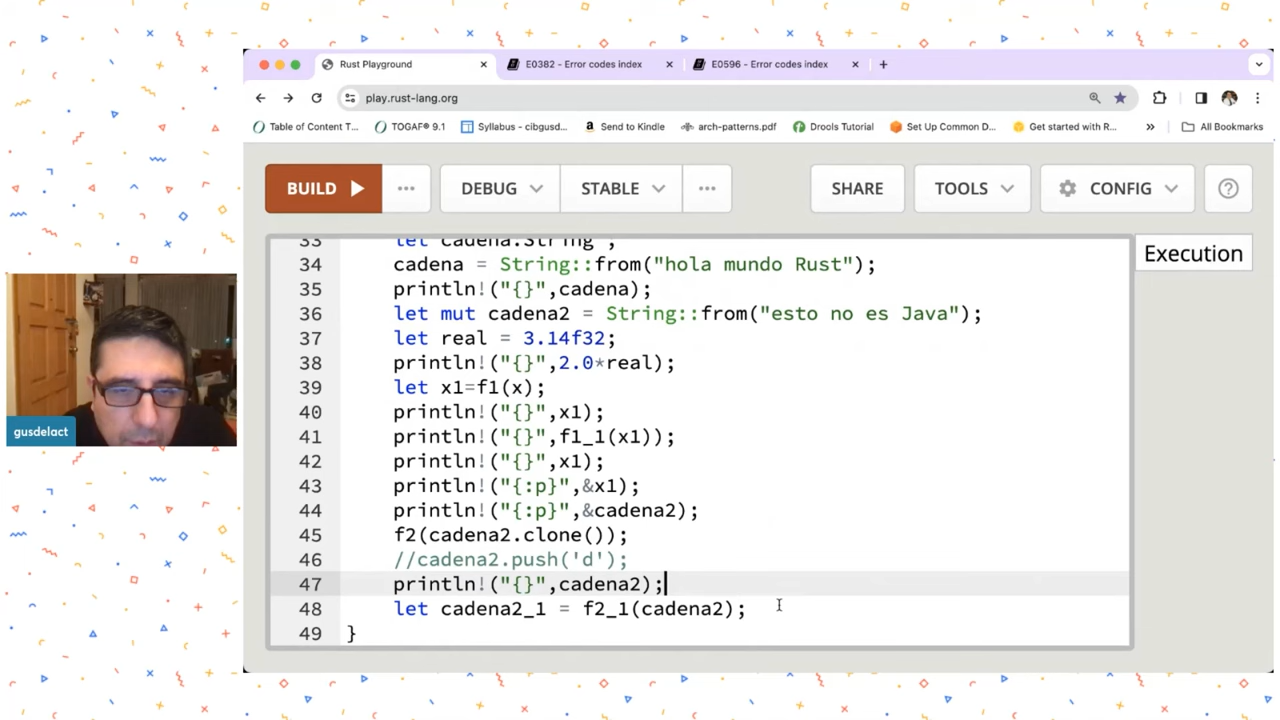 Rust Playground
E0382 - Error codes index
E0596 - Error codes index
play.rust-lang.org
Table of Content T...
TOGAF® 9.1
Syllabus - cibgusd...
Send to Kindle
arch-patterns.pdf
Drools Tutorial
Set Up Common D...
Get started with R...
All Bookmarks
BUILD
DEBUG
STABLE
SHARE
TOOLS
CONFIG
Execution
33 let cadena:String ;
34 cadena = String::from("hola mundo Rust");
35 println!("{}",cadena);
36 let mut cadena2 = String::from("esto no es Java");
37 let real = 3.14f32;
38 println!("{}",2.0*real);
39 let x1=f1(x);
40 println!("{}",x1);
41 println!("{}",f1_1(x1));
42 println!("{}",x1);
43 println!("{:p}",&x1);
44 println!("{:p}",&cadena2);
45 f2(cadena2.clone());
46 //cadena2.push('d');
47 println!("{}",cadena2);
48 let cadena2_1 = f2_1(cadena2);
49 }
gusdelact